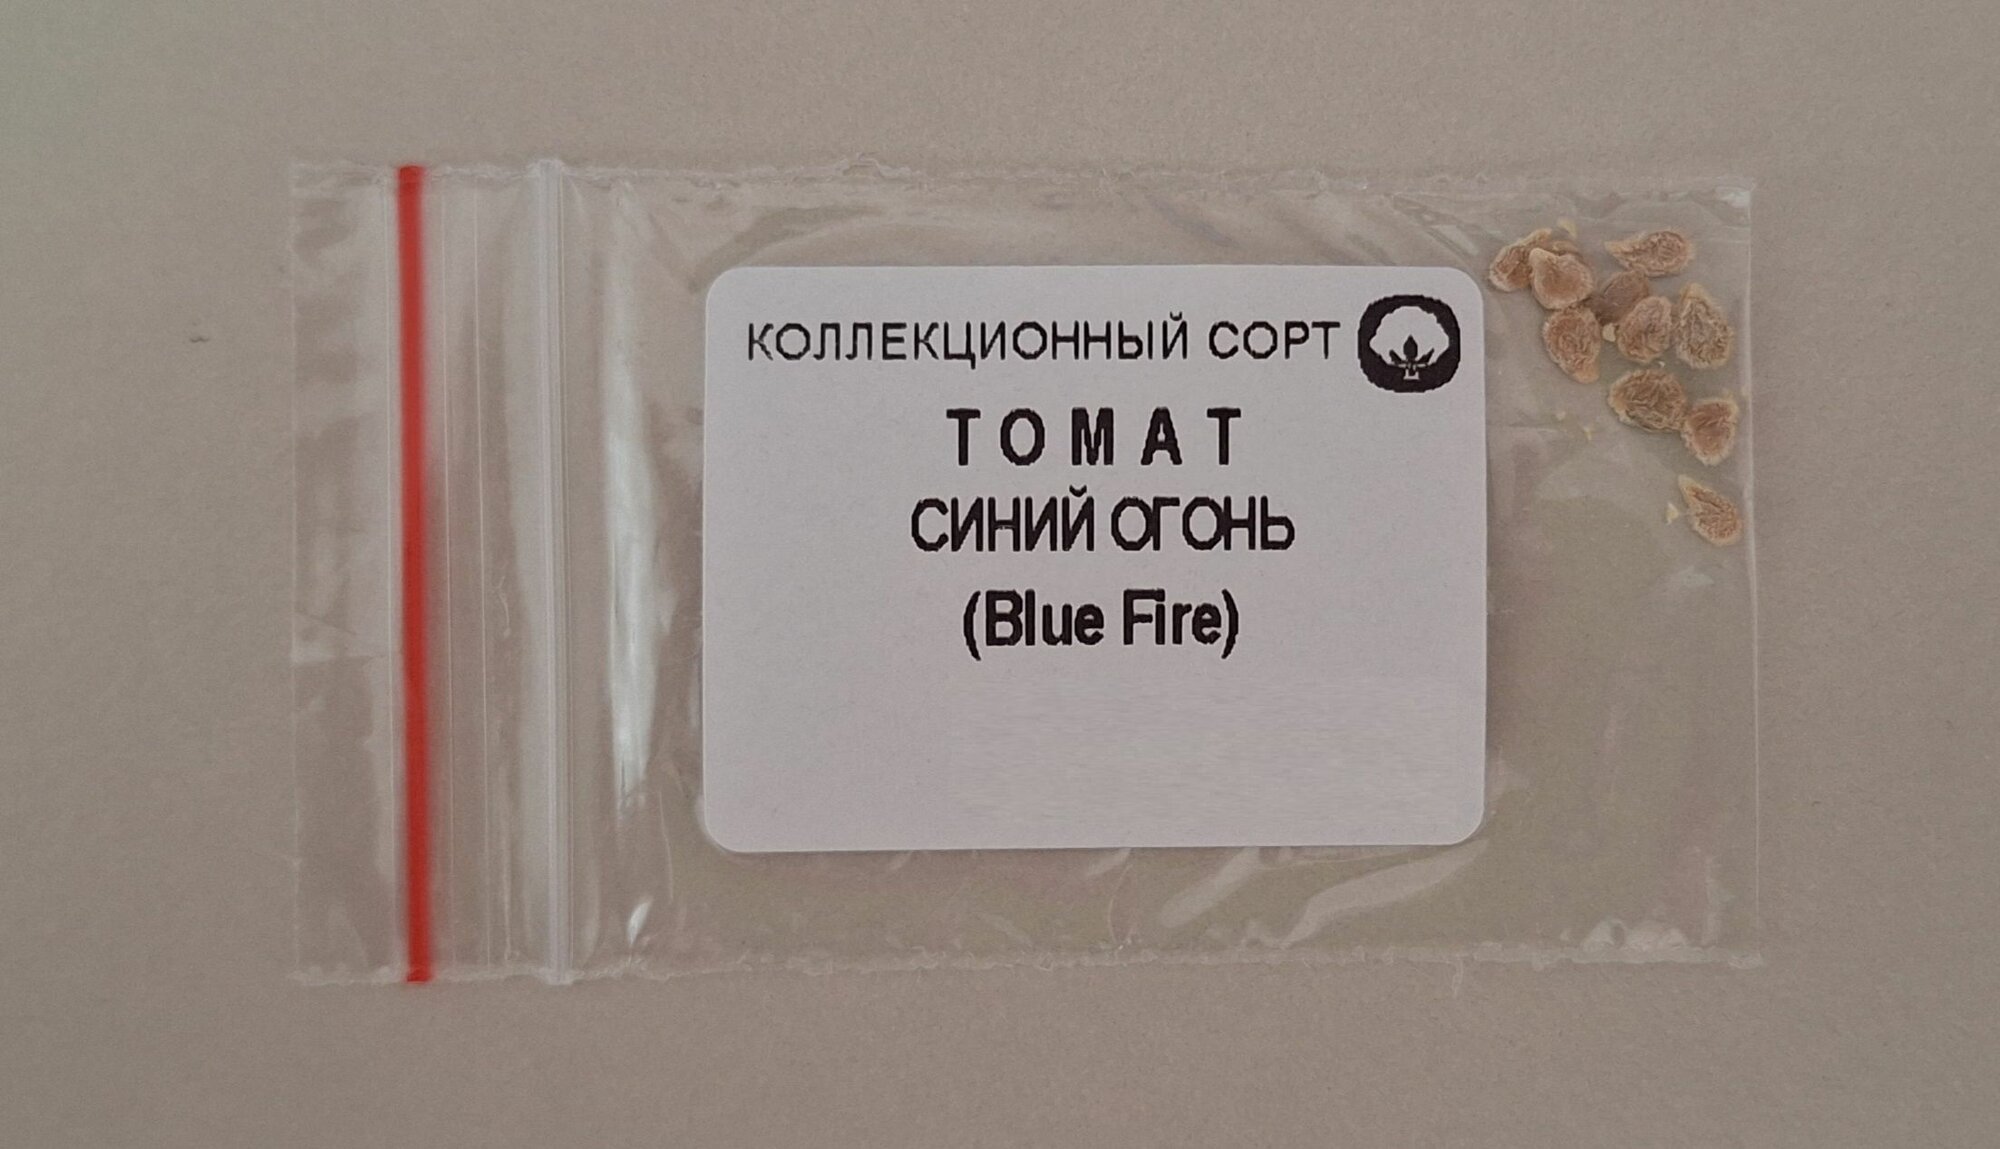 КОЛЛЕКЦИОННЫЙ СОРТ
ТОМАТ
СИНИЙ ОГОНЬ
(Blue Fire)